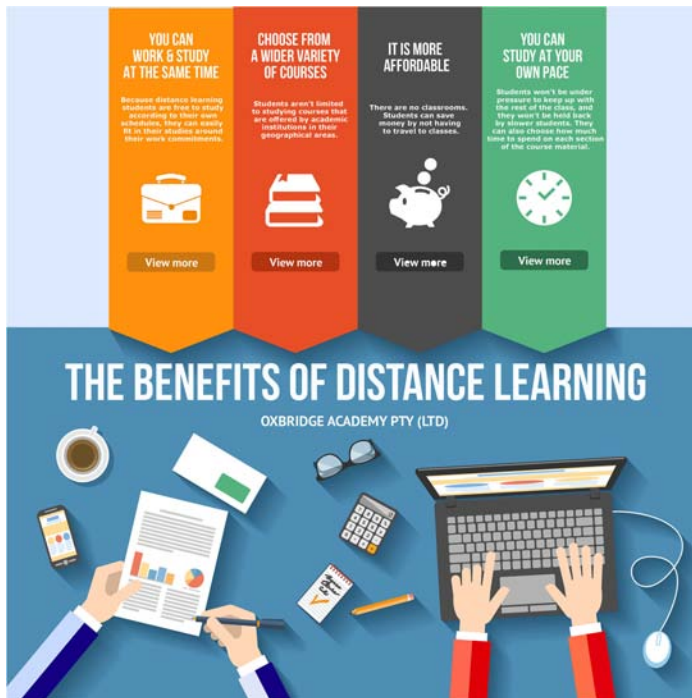 YOU CAN
WORK & STUDY
AT THE SAME TIME
Because distance learning
students are free to study
according to their own
schedules, they can easily
fit in their studies around
their work commitments.
View more
CHOOSE FROM
A WIDER VARIETY
OF COURSES
Students aren't limited
to studying courses that
are offered by academic
institutions in their
geographical areas.
View more
IT IS MORE
AFFORDABLE
There are no classrooms.
Students can save
money by not having
to travel to classes.
View more
YOU CAN
STUDY AT YOUR
OWN PACE
Students won't be under
pressure to keep up with
the rest of the class, and
they won't be held back
by slower students. They
can also choose how much
time to spend on each section
of the course material.
View more
THE BENEFITS OF DISTANCE LEARNING
OXBRIDGE ACADEMY PTY (LTD)